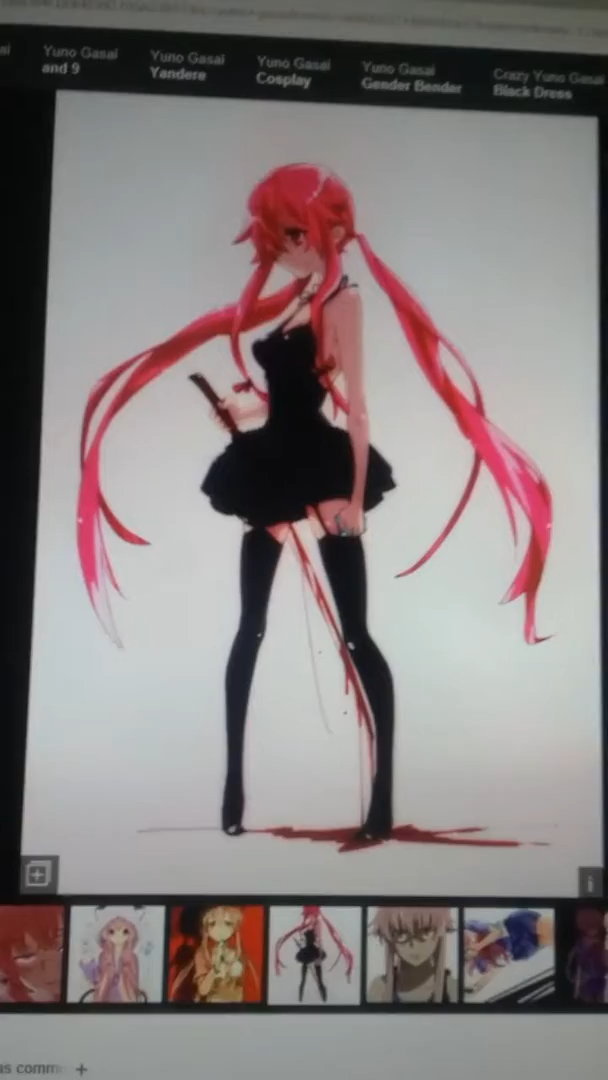 Yuno Gasai
and 9
Yuno Gasai
Yandere
Yuno Gasai
Cosplay
Yuno Gasai
Gender Bender
Crazy Yuno Gasai
Black Dress